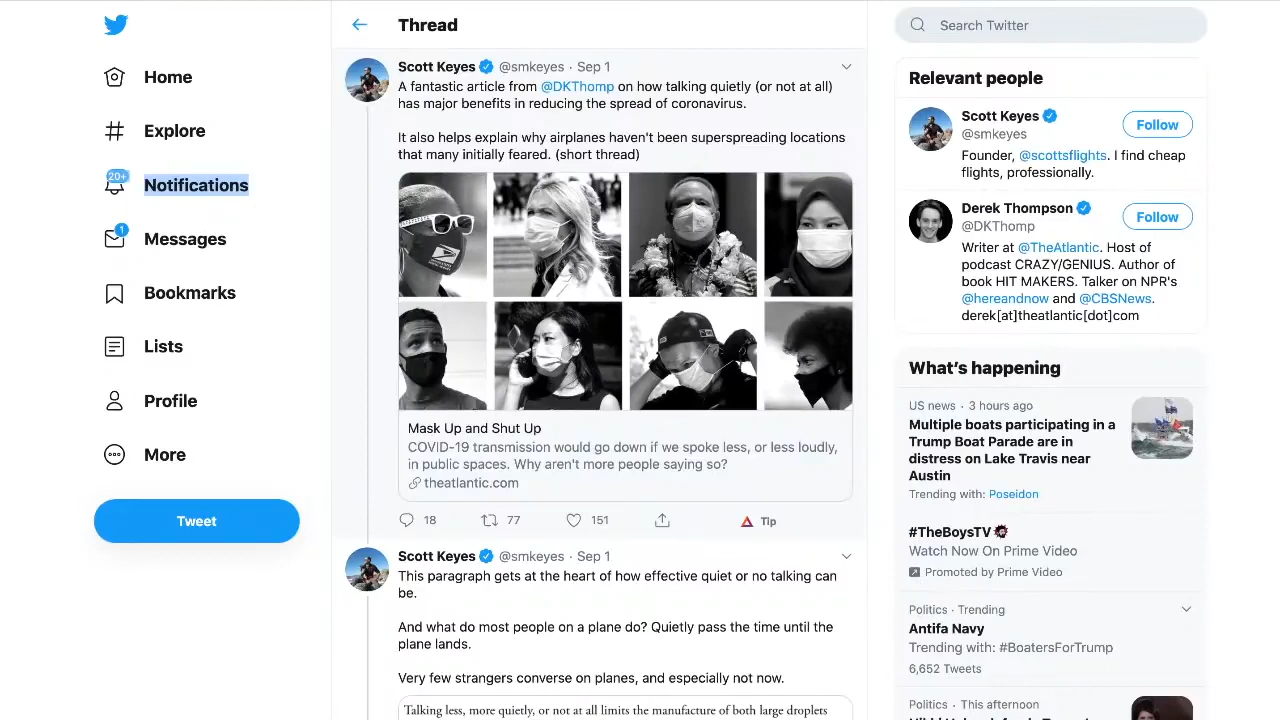 Home
Explore
20+
Notifications
1
Messages
Bookmarks
Lists
Profile
More
Tweet
Thread
Scott Keyes @smkeyes · Sep 1
A fantastic article from @DKThomp on how talking quietly (or not at all)
has major benefits in reducing the spread of coronavirus.
It also helps explain why airplanes haven't been superspreading locations
that many initially feared. (short thread)
Mask Up and Shut Up
COVID-19 transmission would go down if we spoke less, or less loudly,
in public spaces. Why aren't more people saying so?
theatlantic.com
18 77 151 Tip
Scott Keyes @smkeyes · Sep 1
This paragraph gets at the heart of how effective quiet or no talking can
be.
And what do most people on a plane do? Quietly pass the time until the
plane lands.
Very few strangers converse on planes, and especially not now.
Talking less, more quietly, or not at all limits the manufacture of both large droplets
Search Twitter
Relevant people
Scott Keyes
@smkeyes
Follow
Founder, @scottsflights. I find cheap
flights, professionally.
Derek Thompson
@DKThomp
Follow
Writer at @TheAtlantic. Host of
podcast CRAZY/GENIUS. Author of
book HIT MAKERS. Talker on NPR's
@hereandnow and @CBSNews.
derek[at]theatlantic[dot]com
What's happening
US news · 3 hours ago
Multiple boats participating in a
Trump Boat Parade are in
distress on Lake Travis near
Austin
Trending with: Poseidon
#TheBoysTV
Watch Now On Prime Video
Promoted by Prime Video
Politics · Trending
Antifa Navy
Trending with: #BoatersForTrump
6,652 Tweets
Politics · This afternoon